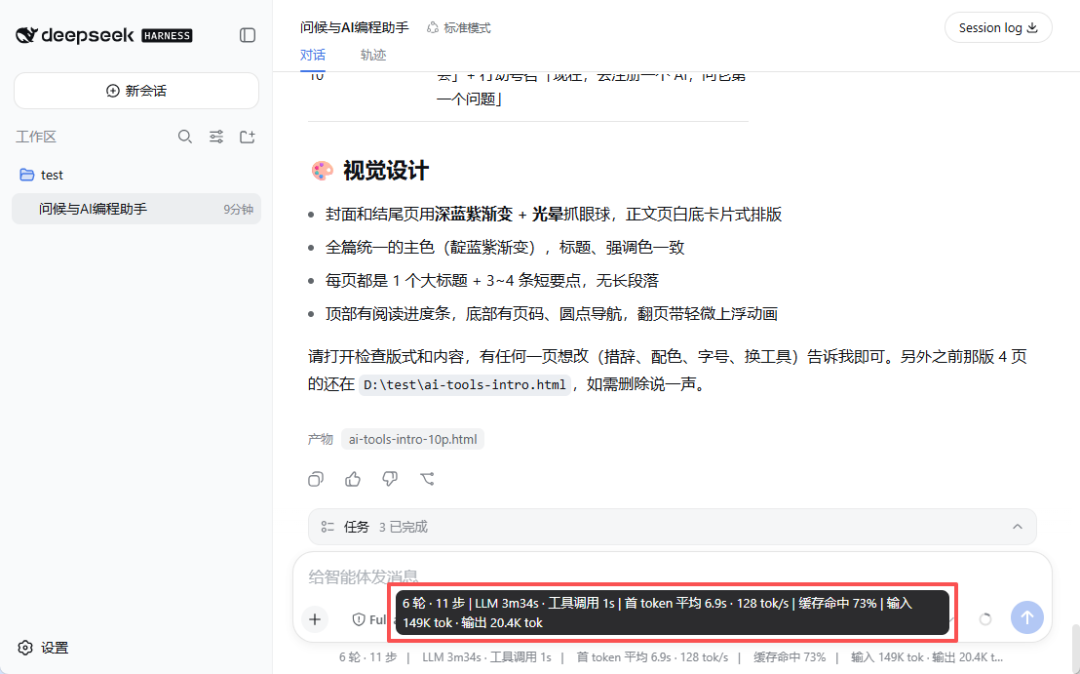 deepseek HARNESS
新会话
工作区
test
问候与AI编程助手 9分钟
设置
问候与AI编程助手 标准模式
Session log
对话 轨迹
10
一个问题」
视觉设计
封面和结尾页用深蓝紫渐变 + 光晕抓眼球，正文页白底卡片式排版
全篇统一的主色（靛蓝紫渐变），标题、强调色一致
每页都是 1 个大标题 + 3~4 条短要点，无长段落
顶部有阅读进度条，底部有页码、圆点导航，翻页带轻微上浮动画
请打开检查版式和内容，有任何一页想改（措辞、配色、字号、换工具）告诉我即可。另外之前那版 4 页
的还在 D:\test\ai-tools-intro.html，如需删除说一声。
产物 ai-tools-intro-10p.html
任务 3 已完成
给智能体发消息
Ful
6 轮 · 11 步 | LLM 3m34s · 工具调用 1s | 首 token 平均 6.9s · 128 tok/s | 缓存命中 73% | 输入
149K tok · 输出 20.4K tok
6 轮 · 11 步 | LLM 3m34s · 工具调用 1s | 首 token 平均 6.9s · 128 tok/s | 缓存命中 73% | 输入 149K tok · 输出 20.4K t...